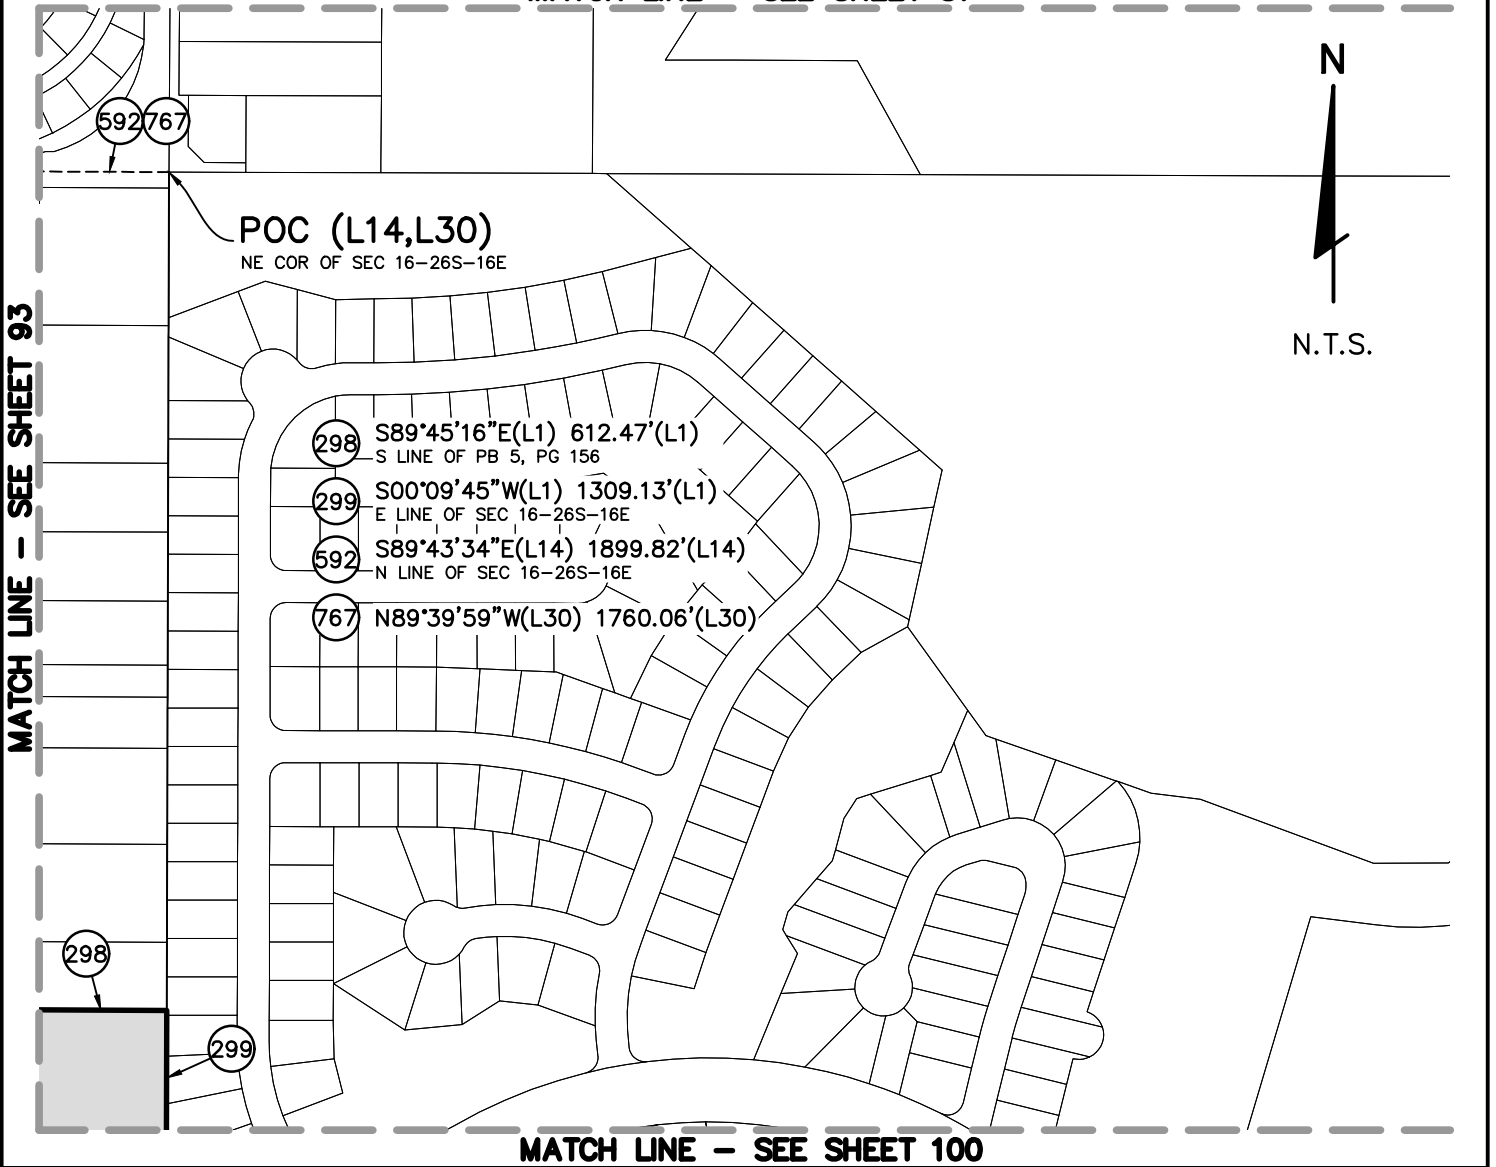 N
592 767
POC (L14,L30)
NE COR OF SEC 16-26S-16E
N.T.S.
MATCH LINE - SEE SHEET 93
298 S89°45'16"E(L1) 612.47'(L1)
S LINE OF PB 5, PG 156
299 S00°09'45"W(L1) 1309.13'(L1)
E LINE OF SEC 16-26S-16E
592 S89°43'34"E(L14) 1899.82'(L14)
N LINE OF SEC 16-26S-16E
767 N89°39'59"W(L30) 1760.06'(L30)
298
299
MATCH LINE - SEE SHEET 100